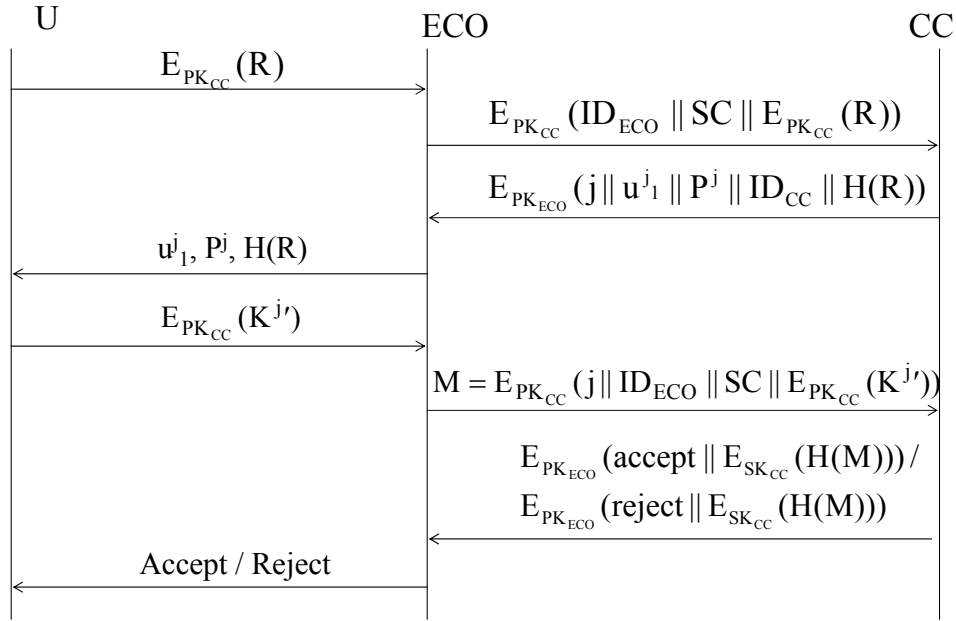 U ECO CC
E_{PK_{CC}}(R)
E_{PK_{CC}}(ID_{ECO} || SC || E_{PK_{CC}}(R))
E_{PK_{ECO}}(j || u^j_1 || P^j || ID_{CC} || H(R))
u^j_1, P^j, H(R)
E_{PK_{CC}}(K^{j′})
M = E_{PK_{CC}}(j || ID_{ECO} || SC || E_{PK_{CC}}(K^{j′}))
E_{PK_{ECO}}(accept || E_{SK_{CC}}(H(M))) /
E_{PK_{ECO}}(reject || E_{SK_{CC}}(H(M)))
Accept / Reject